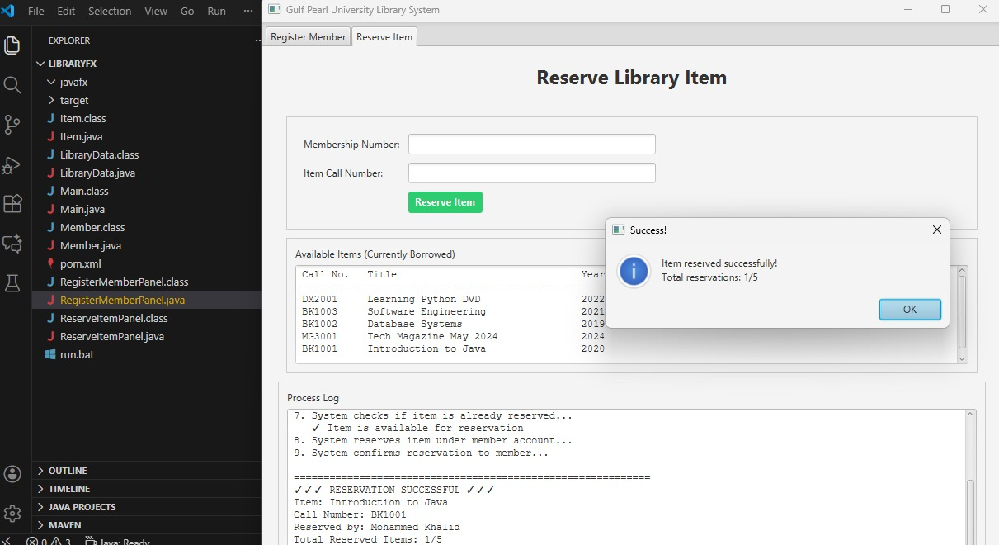 File Edit Selection View Go Run ···
EXPLORER ···
LIBRARYFX
javafx
target
J Item.class
J Item.java
J LibraryData.class
J LibraryData.java
J Main.class
J Main.java
J Member.class
J Member.java
pom.xml
J RegisterMemberPanel.class
J RegisterMemberPanel.java
J ReserveItemPanel.class
J ReserveItemPanel.java
run.bat
OUTLINE
TIMELINE
JAVA PROJECTS
MAVEN
0 3 Java: Ready
Gulf Pearl University Library System
Register Member Reserve Item
Reserve Library Item
Membership Number:
Item Call Number:
Reserve Item
Available Items (Currently Borrowed)
Call No. Title Year
DM2001 Learning Python DVD 2022
BK1003 Software Engineering 2021
BK1002 Database Systems 2019
MG3001 Tech Magazine May 2024 2024
BK1001 Introduction to Java 2020
Success!
Item reserved successfully!
Total reservations: 1/5
OK
Process Log
7. System checks if item is already reserved...
✓ Item is available for reservation
8. System reserves item under member account...
9. System confirms reservation to member...
============================================================
✓✓✓ RESERVATION SUCCESSFUL ✓✓✓
Item: Introduction to Java
Call Number: BK1001
Reserved by: Mohammed Khalid
Total Reserved Items: 1/5